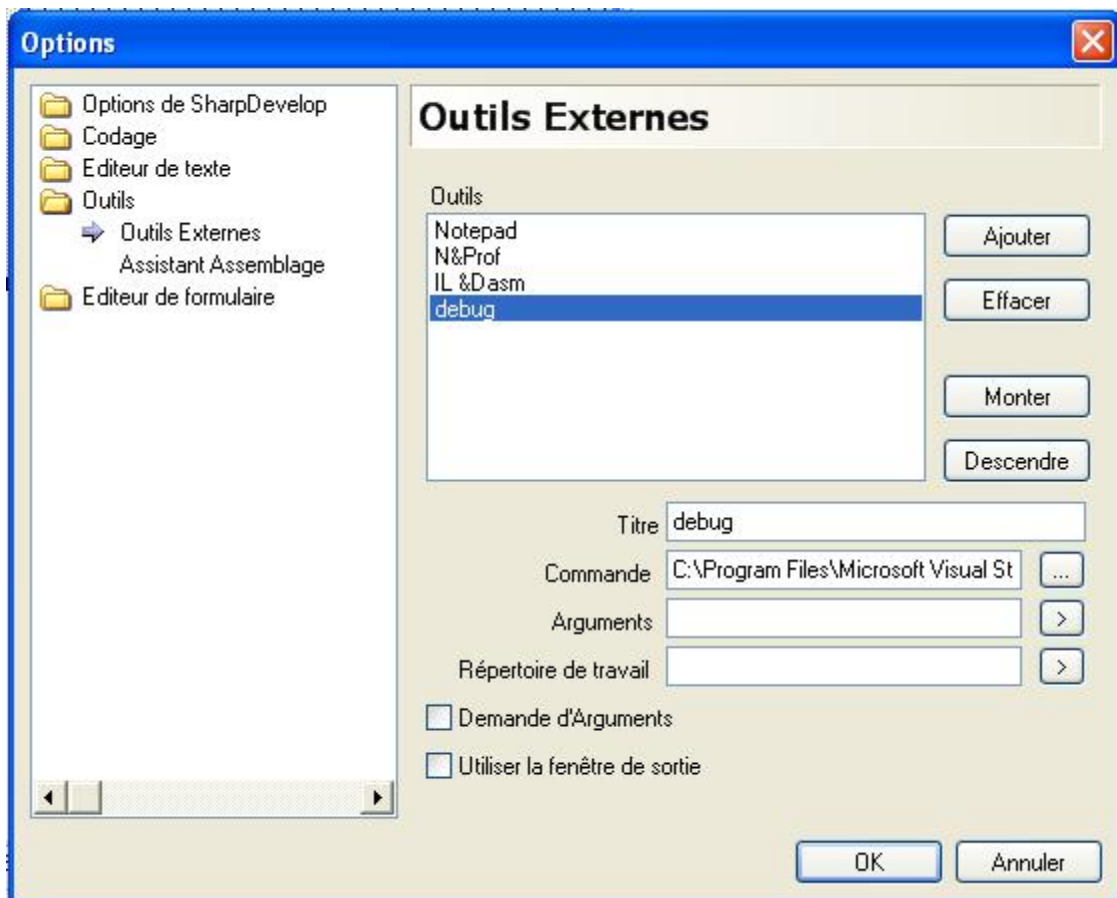 Options
Options de SharpDevelop
Codage
Editeur de texte
Outils
Outils Externes
Assistant Assemblage
Editeur de formulaire
Outils Externes
Outils
Notepad
N&Prof
IL &Dasm
debug
Ajouter
Effacer
Monter
Descendre
Titre debug
Commande C:\Program Files\Microsoft Visual St ...
Arguments >
Répertoire de travail >
Demande d'Arguments
Utiliser la fenêtre de sortie
OK Annuler